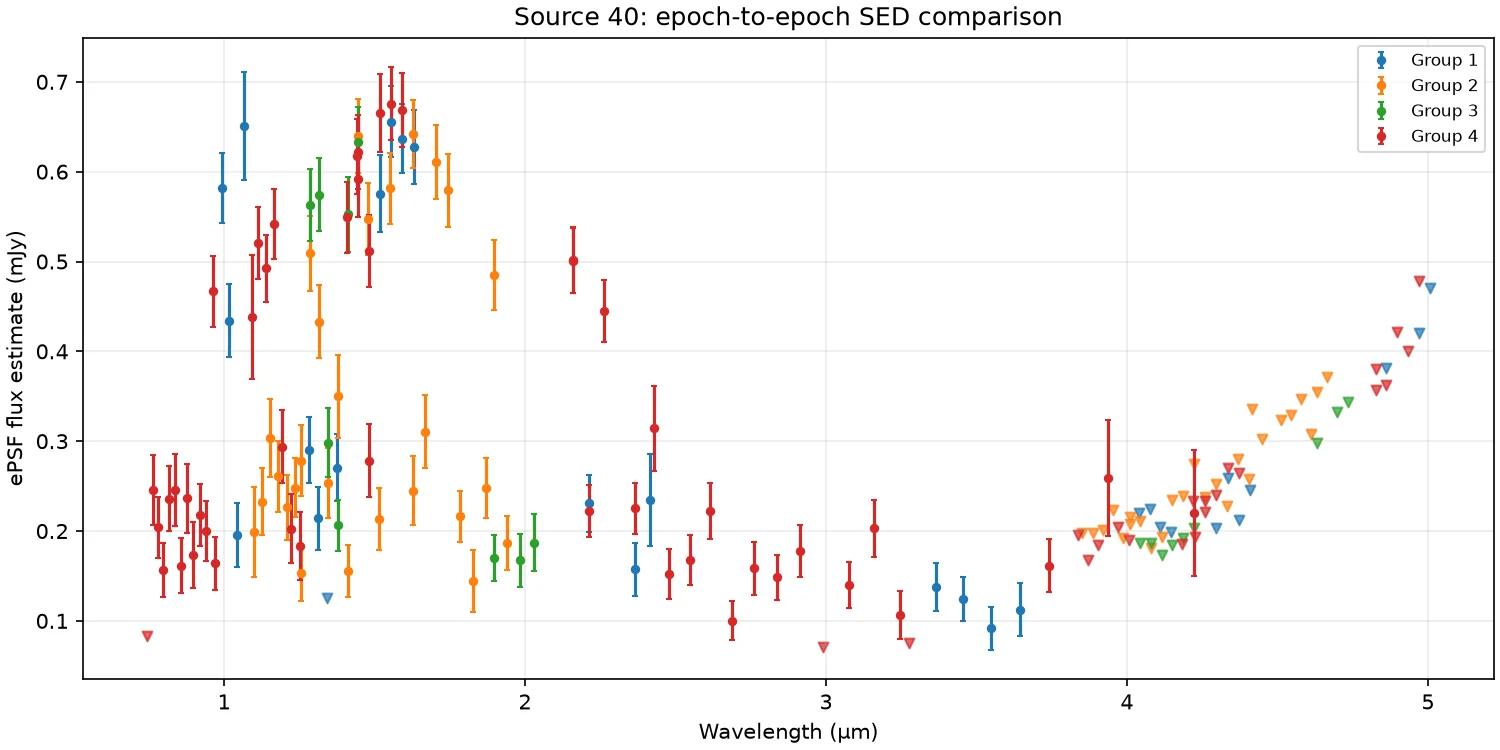 Source 40: epoch-to-epoch SED comparison
ePSF flux estimate (mJy)
0.7
0.6
0.5
0.4
0.3
0.2
0.1
Group 1
Group 2
Group 3
Group 4
1 2 3 4 5
Wavelength (μm)